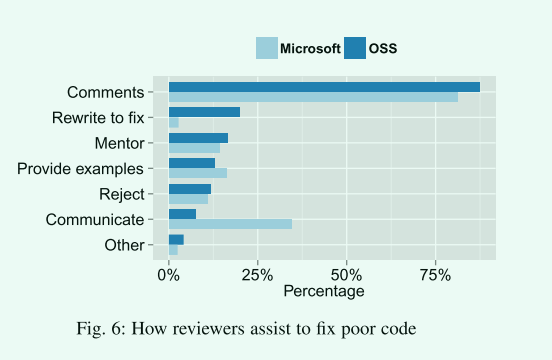 Microsoft OSS
Comments
Rewrite to fix
Mentor
Provide examples
Reject
Communicate
Other
0% 25% 50% 75%
Percentage
Fig. 6: How reviewers assist to fix poor code